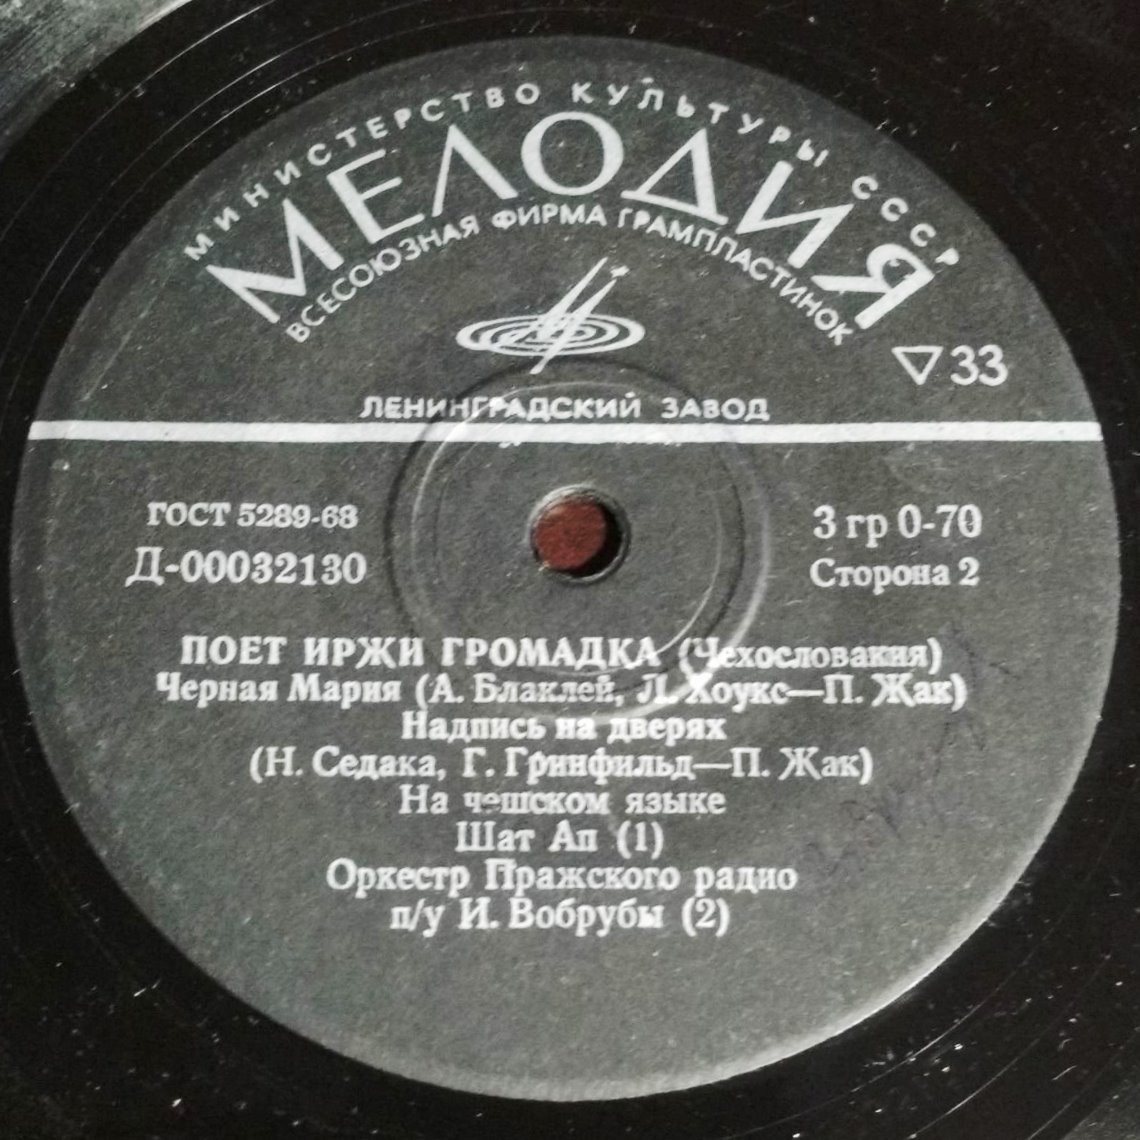 МИНИСТЕРСТВО КУЛЬТУРЫ СССР
МЕЛОДИЯ
ВСЕСОЮЗНАЯ ФИРМА ГРАМПЛАСТИНОК
▽33
ЛЕНИНГРАДСКИЙ ЗАВОД
ГОСТ 5289-68
3 гр 0-70
Д-00032130
Сторона 2
ПОЕТ ИРЖИ ГРОМАДКА (Чехословакия)
Черная Мария (А. Блаклей, Л. Хоукс—П. Жак)
Надпись на дверях
(Н. Седака, Г. Гринфильд—П. Жак)
На чешском языке
Шат Ап (1)
Оркестр Пражского радио
п/у И. Вобрубы (2)